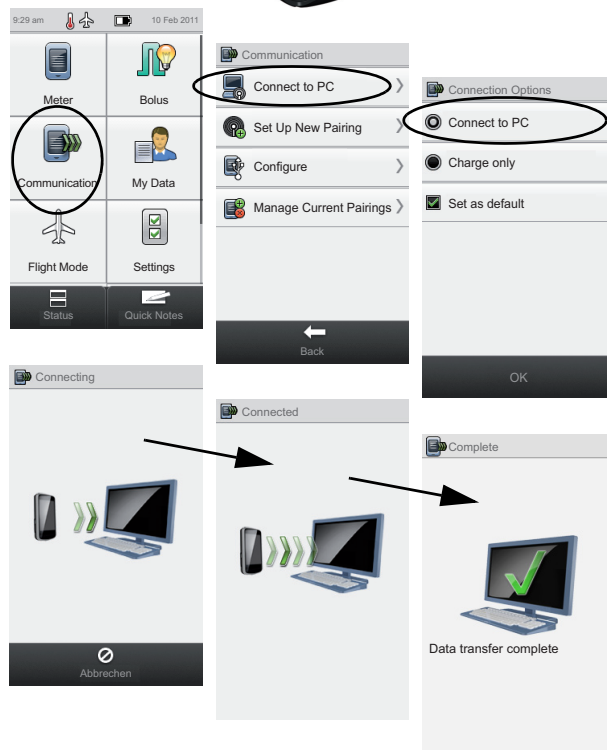 9:29 am 10 Feb 2011
Meter Bolus
Communication My Data
Flight Mode Settings
Status Quick Notes
Communication
Connect to PC
Set Up New Pairing
Configure
Manage Current Pairings
Back
Connection Options
Connect to PC
Charge only
Set as default
OK
Connecting
Abbrechen
Connected
Complete
Data transfer complete